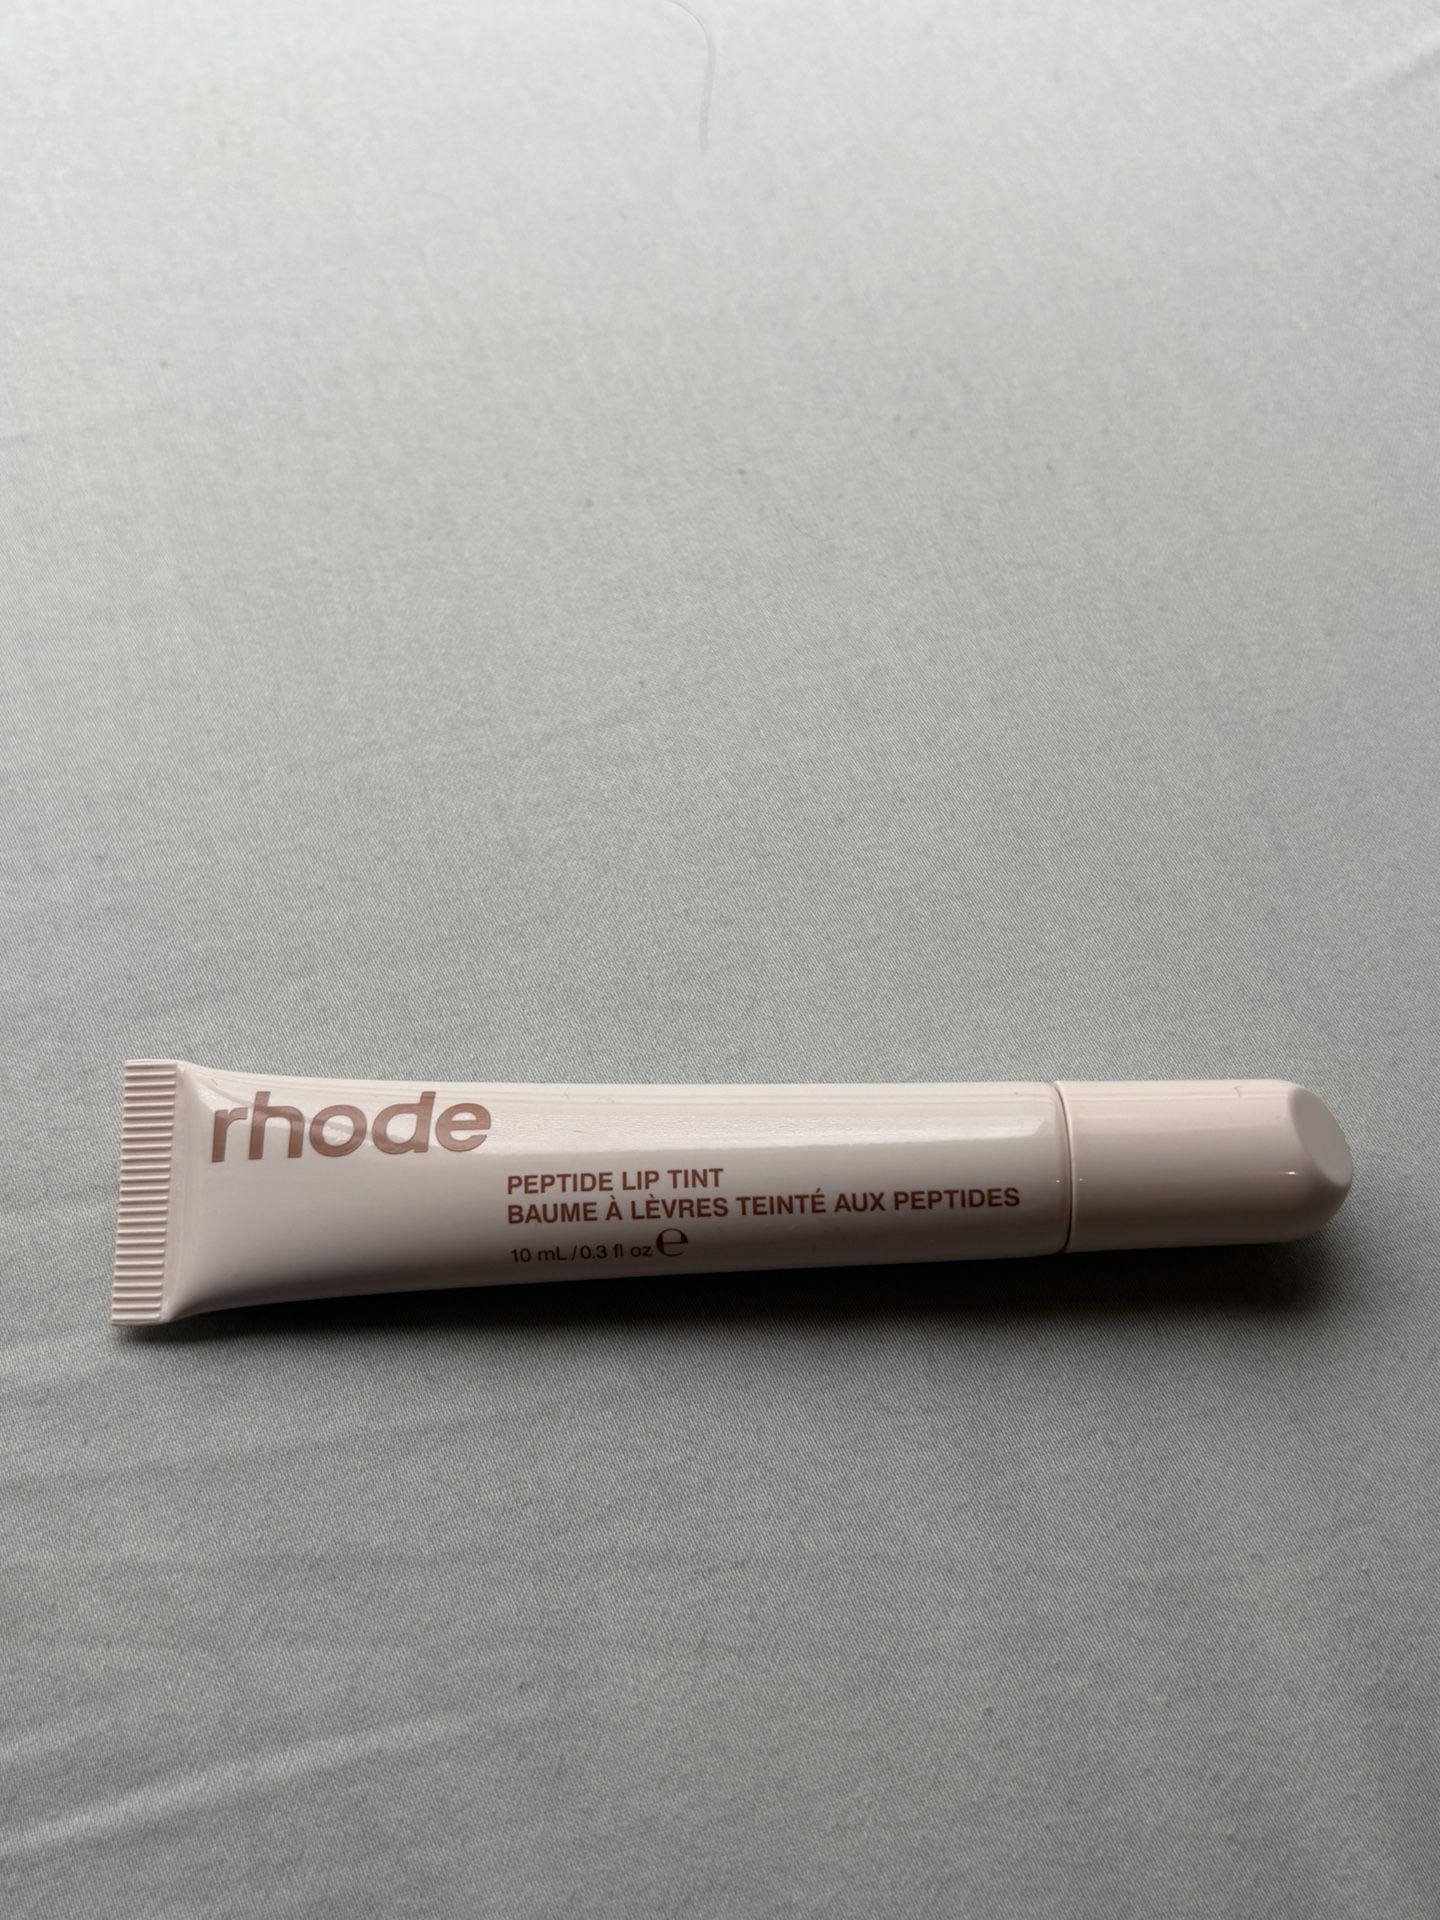 rhode
PEPTIDE LIP TINT
BAUME À LÈVRES TEINTÉ AUX PEPTIDES
10 mL/0.3 fl oz ℮